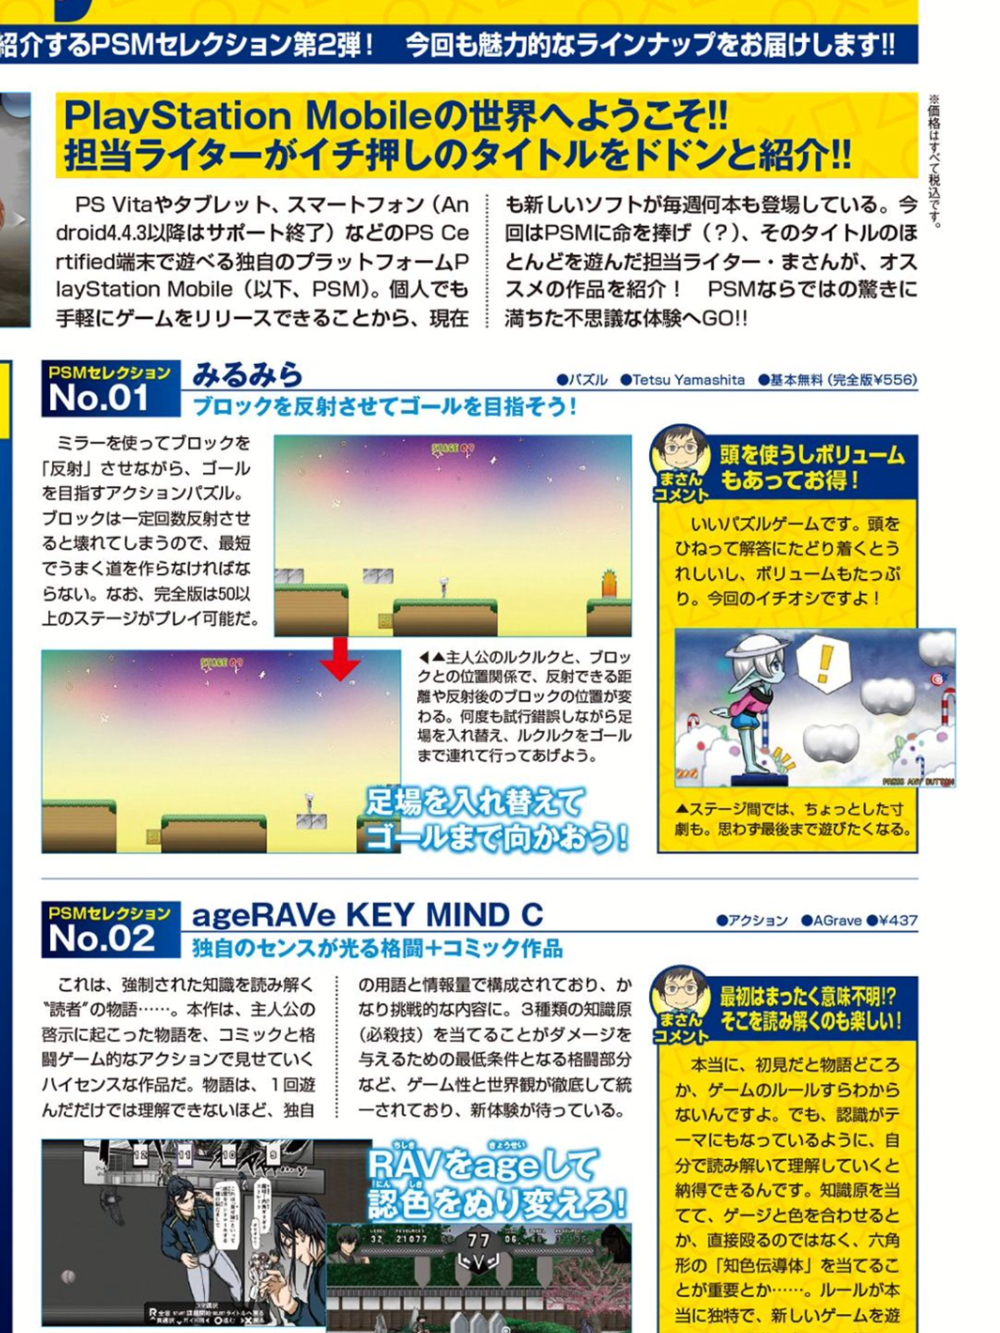 紹介するPSMセレクション第2弾！　今回も魅力的なラインナップをお届けします!!
※価格はすべて税込です。
PlayStation Mobileの世界へようこそ!!
担当ライターがイチ押しのタイトルをドドンと紹介!!
PS Vitaやタブレット、スマートフォン（An
droid4.4.3以降はサポート終了）などのPS Ce
rtified端末で遊べる独自のプラットフォームP
layStation Mobile（以下、PSM）。個人でも
手軽にゲームをリリースできることから、現在
も新しいソフトが毎週何本も登場している。今
回はPSMに命を捧げ（？）、そのタイトルのほ
とんどを遊んだ担当ライター・まさんが、オス
スメの作品を紹介！　PSMならではの驚きに
満ちた不思議な体験へGO!!
PSMセレクション
No.01
みるみら
●パズル　●Tetsu Yamashita　●基本無料（完全版¥556）
ブロックを反射させてゴールを目指そう！
ミラーを使ってブロックを
「反射」させながら、ゴール
を目指すアクションパズル。
ブロックは一定回数反射させ
ると壊れてしまうので、最短
でうまく道を作らなければな
らない。なお、完全版は50以
上のステージがプレイ可能だ。
STAGE 09
STAGE 09
◀▲主人公のルクルクと、ブロッ
クとの位置関係で、反射できる距
離や反射後のブロックの位置が変
わる。何度も試行錯誤しながら足
場を入れ替え、ルクルクをゴール
まで連れて行ってあげよう。
足場を入れ替えて
ゴールまで向かおう！
まさん
コメント
頭を使うしボリューム
もあってお得！
いいパズルゲームです。頭を
ひねって解答にたどり着くとう
れしいし、ボリュームもたっぷ
り。今回のイチオシですよ！
！
PRESS ANY BUTTON
▲ステージ間では、ちょっとした寸
劇も。思わず最後まで遊びたくなる。
PSMセレクション
No.02
ageRAVe KEY MIND C
●アクション　●AGrave ●¥437
独自のセンスが光る格闘＋コミック作品
これは、強制された知識を読み解く
“読者”の物語……。本作は、主人公の
啓示に起こった物語を、コミックと格
闘ゲーム的なアクションで見せていく
ハイセンスな作品だ。物語は、１回遊
んだだけでは理解できないほど、独自
の用語と情報量で構成されており、か
なり挑戦的な内容に。３種類の知識原
（必殺技）を当てることがダメージを
与えるための最低条件となる格闘部分
など、ゲーム性と世界観が徹底して統
一されており、新体験が待っている。
12 11 10 9
ちしき　きょうせい
RAVをageして
にん しき
認色をぬり変えろ！
32 21077 77 06
V
まさん
コメント
最初はまったく意味不明!?
そこを読み解くのも楽しい！
本当に、初見だと物語どころ
か、ゲームのルールすらわから
ないんですよ。でも、認識がテ
ーマにもなっているように、自
分で読み解いて理解していくと
納得できるんです。知識原を当
てて、ゲージと色を合わせると
か、直接殴るのではなく、六角
形の「知色伝導体」を当てるこ
とが重要とか……。ルールが本
当に独特で、新しいゲームを遊